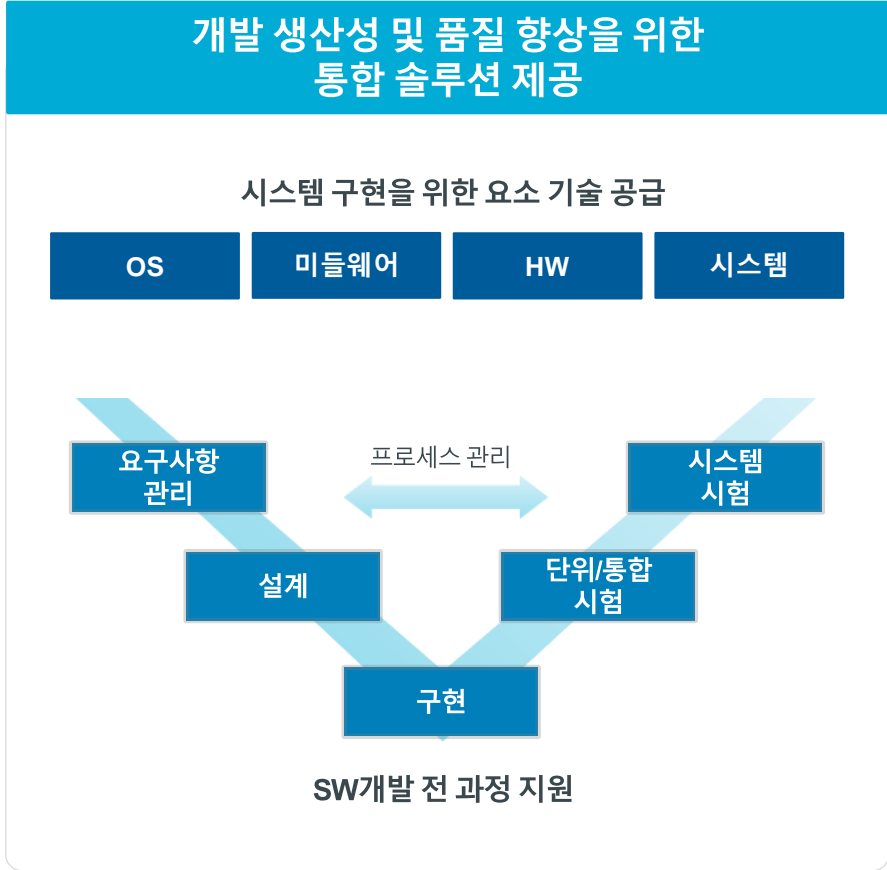 개발 생산성 및 품질 향상을 위한
통합 솔루션 제공
시스템 구현을 위한 요소 기술 공급
OS
미들웨어
HW
시스템
프로세스 관리
요구사항
관리
시스템
시험
설계
단위/통합
시험
구현
SW개발 전 과정 지원